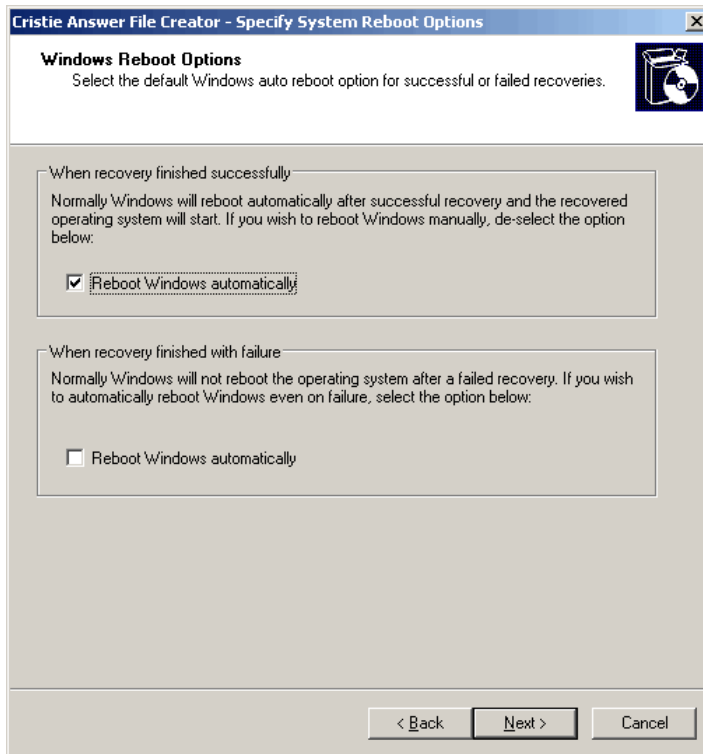 Cristie Answer File Creator - Specify System Reboot Options
Windows Reboot Options
Select the default Windows auto reboot option for successful or failed recoveries.
When recovery finished successfully
Normally Windows will reboot automatically after successful recovery and the recovered
operating system will start. If you wish to reboot Windows manually, de-select the option
below:
Reboot Windows automatically
When recovery finished with failure
Normally Windows will not reboot the operating system after a failed recovery. If you wish
to automatically reboot Windows even on failure, select the option below:
Reboot Windows automatically
< Back
Next >
Cancel